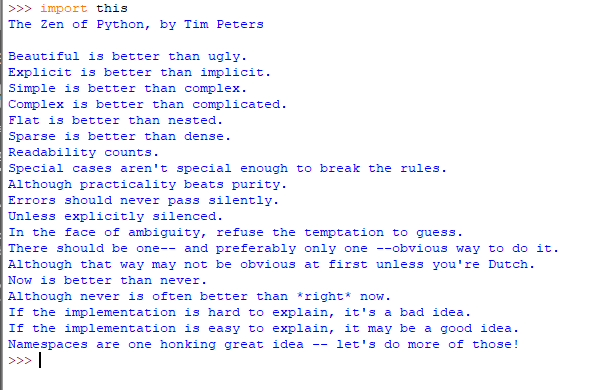 >>> import this
The Zen of Python, by Tim Peters

Beautiful is better than ugly.
Explicit is better than implicit.
Simple is better than complex.
Complex is better than complicated.
Flat is better than nested.
Sparse is better than dense.
Readability counts.
Special cases aren't special enough to break the rules.
Although practicality beats purity.
Errors should never pass silently.
Unless explicitly silenced.
In the face of ambiguity, refuse the temptation to guess.
There should be one-- and preferably only one --obvious way to do it.
Although that way may not be obvious at first unless you're Dutch.
Now is better than never.
Although never is often better than *right* now.
If the implementation is hard to explain, it's a bad idea.
If the implementation is easy to explain, it may be a good idea.
Namespaces are one honking great idea -- let's do more of those!
>>>